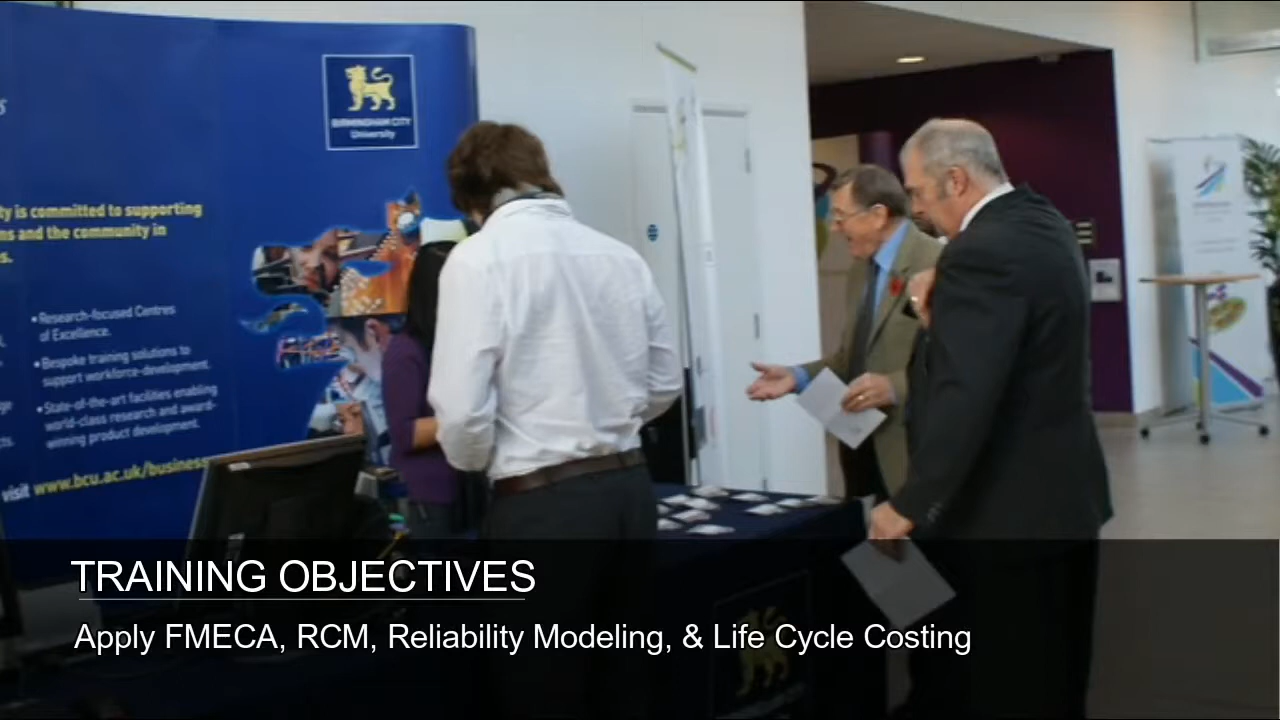 S
BIRMINGHAM CITY
University
ty is committed to supporting
ns and the community in
s.
• Research-focused Centres
of Excellence.
• Bespoke training solutions to
support workforce-development.
• State-of-the-art facilities enabling
world-class research and award-
winning product development.
visit www.bcu.ac.uk/business
TRAINING OBJECTIVES
Apply FMECA, RCM, Reliability Modeling, & Life Cycle Costing